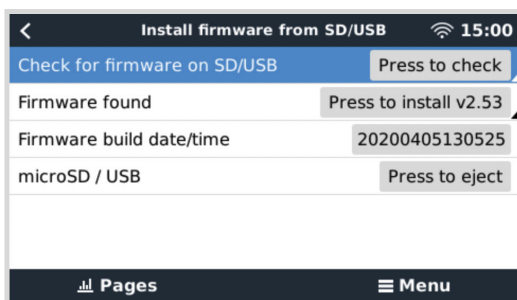 Install firmware from SD/USB 15:00
Check for firmware on SD/USB Press to check
Firmware found Press to install v2.53
Firmware build date/time 20200405130525
microSD / USB Press to eject
Pages Menu